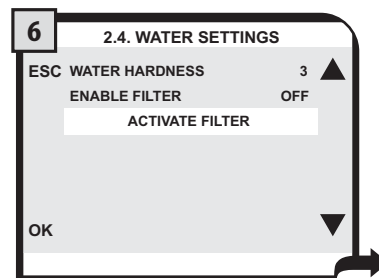 6
2.4. WATER SETTINGS
ESC WATER HARDNESS 3
ENABLE FILTER OFF
ACTIVATE FILTER
OK